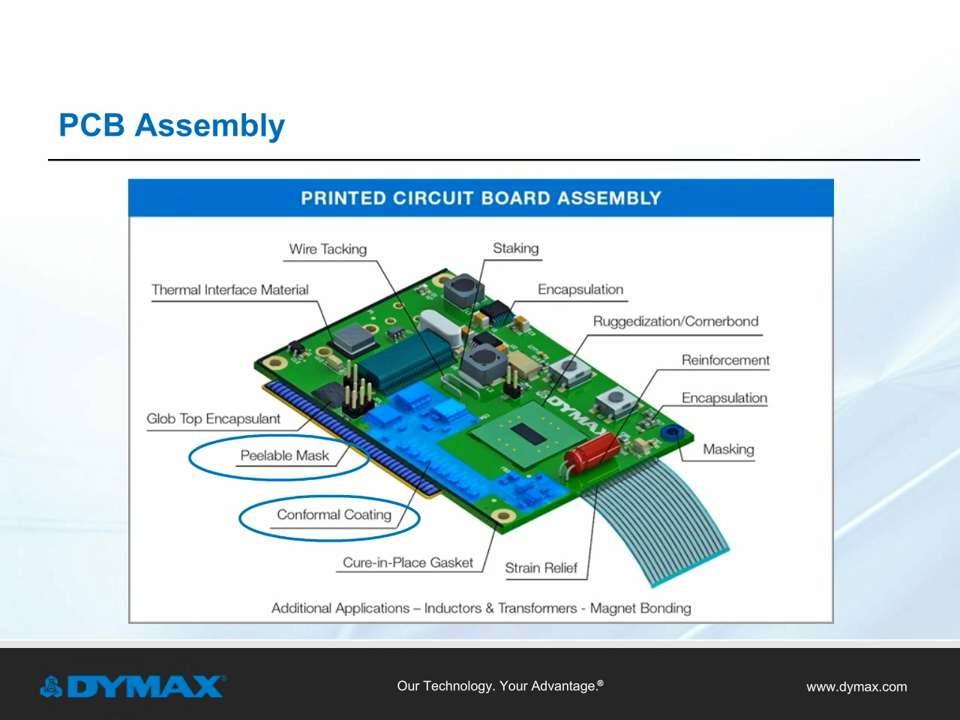 PCB Assembly
PRINTED CIRCUIT BOARD ASSEMBLY
Wire Tacking
Staking
Thermal Interface Material
Encapsulation
Ruggedization/Cornerbond
Reinforcement
Encapsulation
Glob Top Encapsulant
DYMAX
Masking
Peelable Mask
Conformal Coating
Cure-in-Place Gasket
Strain Relief
Additional Applications – Inductors & Transformers - Magnet Bonding
DYMAX®
Our Technology. Your Advantage.®
www.dymax.com